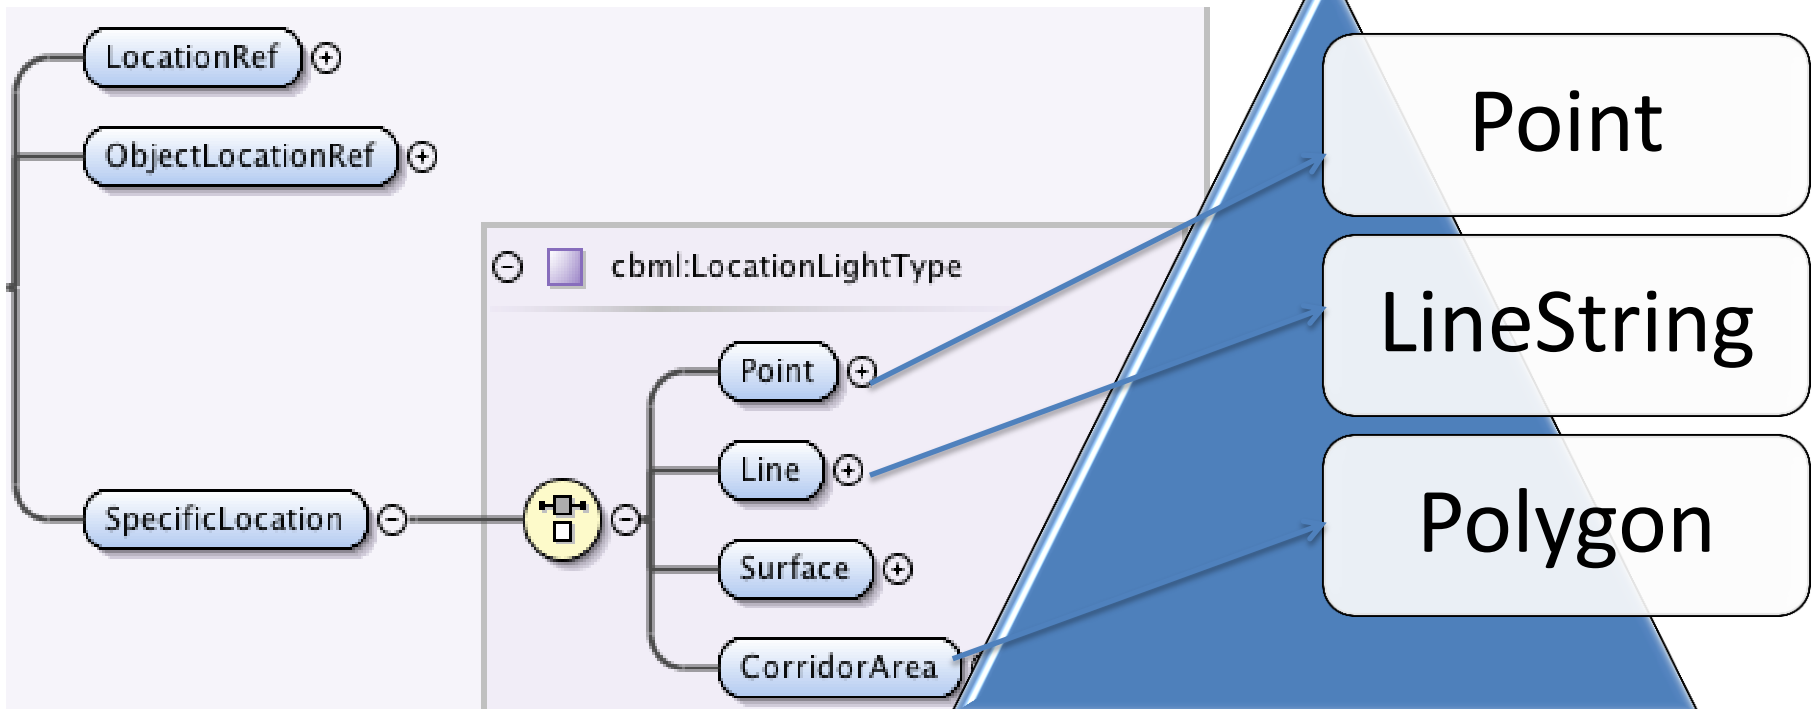 LocationRef
ObjectLocationRef
SpecificLocation
cbml:LocationLightType
Point
Line
Surface
CorridorArea
Point
LineString
Polygon